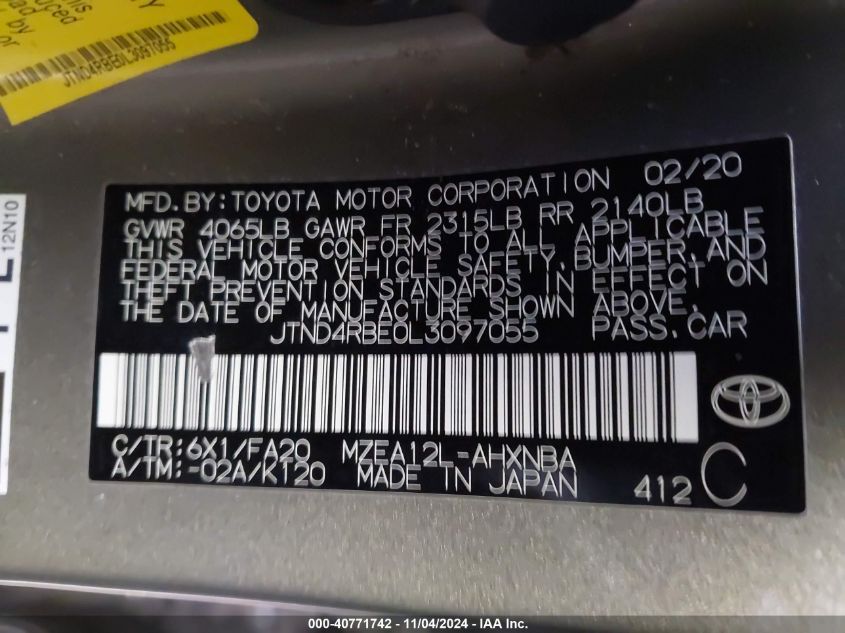 JTND4RBE0L3097055
12N10
MFD. BY: TOYOTA MOTOR CORPORATION 02/20
GVWR 4065LB GAWR FR 2315LB RR 2140LB
THIS VEHICLE CONFORMS TO ALL APPLICABLE
FEDERAL MOTOR VEHICLE SAFETY, BUMPER, AND
THEFT PREVENTION STANDARDS IN EFFECT ON
THE DATE OF MANUFACTURE SHOWN ABOVE.
JTND4RBE0L3097055 PASS.CAR
C/TR: 6X1/FA20 MZEA12L-AHXNBA
A/TM: -02A/K120 MADE IN JAPAN
412 C
000-40771742 - 11/04/2024 - IAAI Inc.